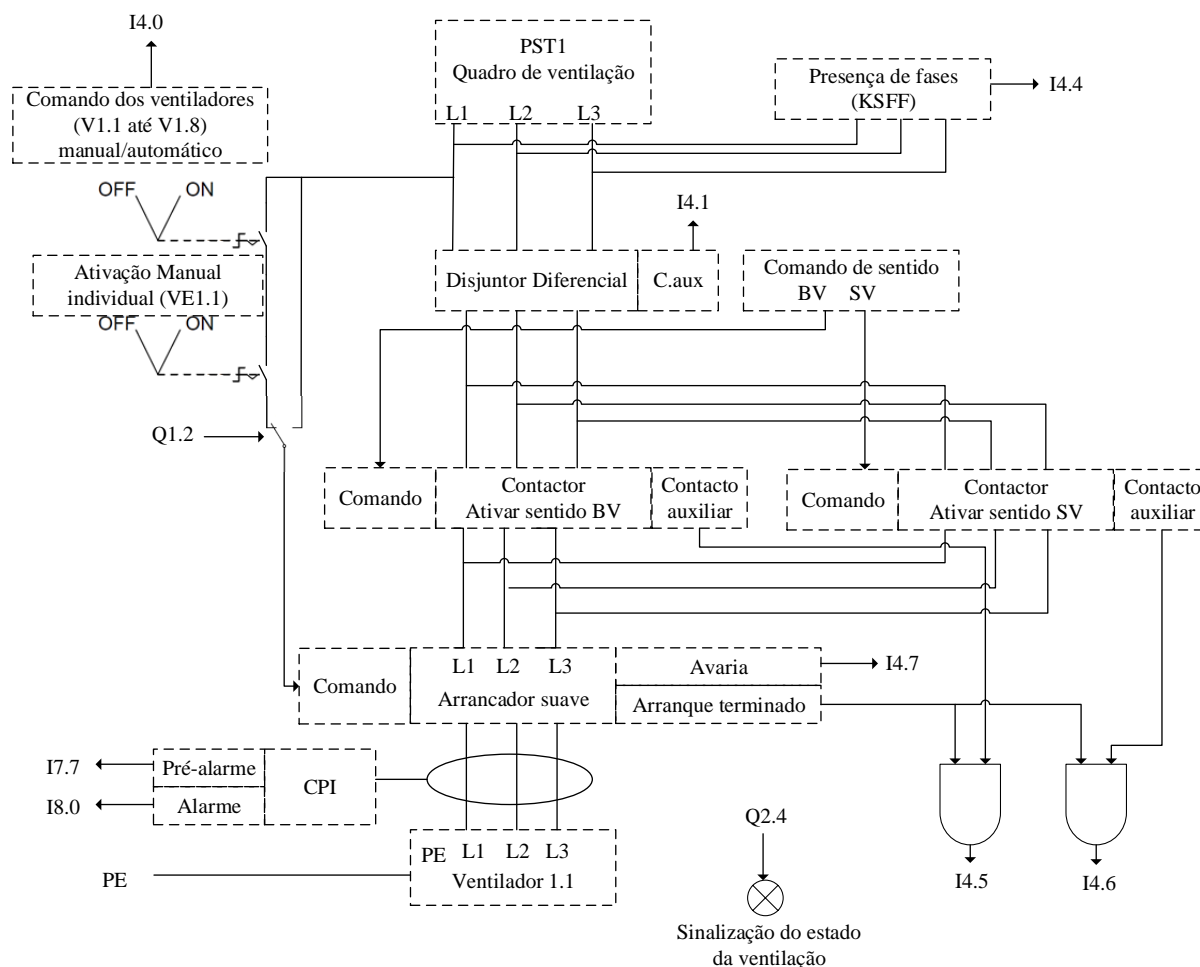 I4.0
PST1
Quadro de ventilação
L1 L2 L3
Presença de fases
(KSFF)
I4.4
Comando dos ventiladores
(V1.1 até V1.8)
manual/automático
OFF ON
I4.1
Ativação Manual
individual (VE1.1)
OFF ON
Disjuntor Diferencial
C.aux
Comando de sentido
BV SV
Q1.2
Comando
Contactor
Ativar sentido BV
Contacto
auxiliar
Comando
Contactor
Ativar sentido SV
Contacto
auxiliar
Comando
L1 L2 L3
Arrancador suave
Avaria
I4.7
Arranque terminado
I7.7
Pré-alarme
CPI
I8.0
Alarme
Q2.4
PE L1 L2 L3
Ventilador 1.1
PE
I4.5
I4.6
Sinalização do estado
da ventilação